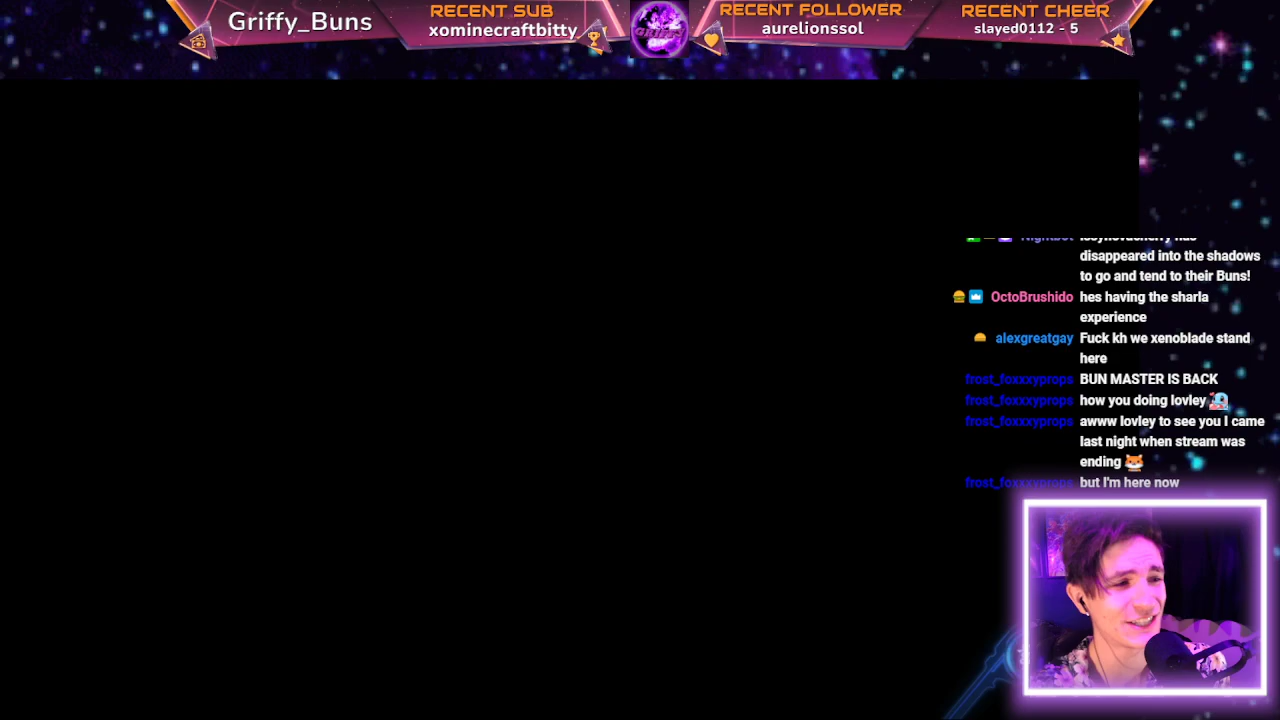 Griffy_Buns
RECENT SUB
xominecraftbitty
RECENT FOLLOWER
aurelionssol
RECENT CHEER
slayed0112 - 5
Nightbot
disappeared into the shadows
to go and tend to their Buns!
OctoBrushido hes having the sharla
experience
alexgreatgay Fuck kh we xenoblade stand
here
frost_foxxxyprops BUN MASTER IS BACK
frost_foxxxyprops how you doing lovley
frost_foxxxyprops awww lovley to see you I came
last night when stream was
ending
frost_foxxxyprops but I'm here now